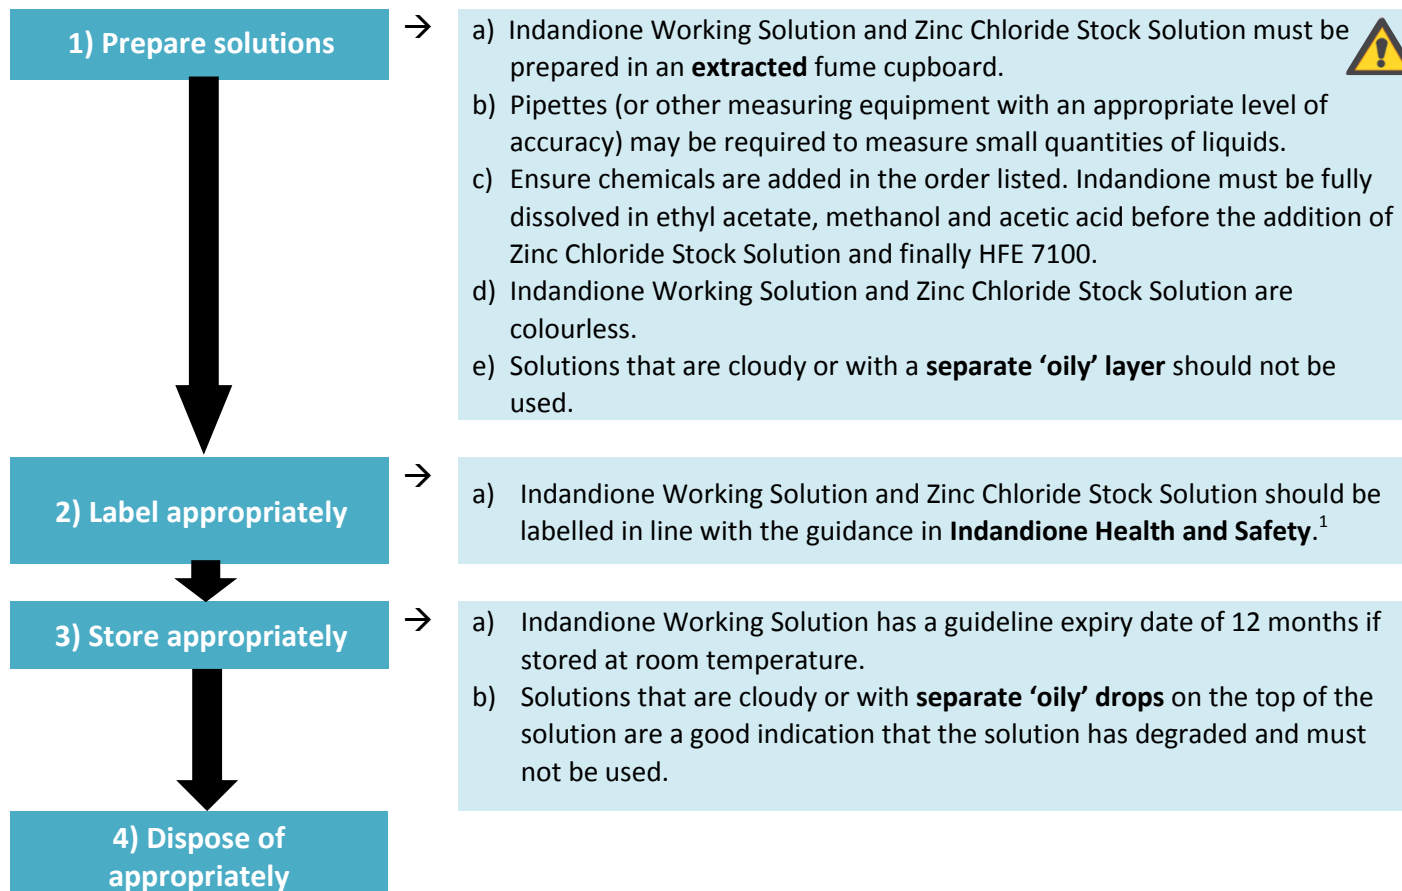 1) Prepare solutions
→
a) Indandione Working Solution and Zinc Chloride Stock Solution must be
prepared in an extracted fume cupboard.
b) Pipettes (or other measuring equipment with an appropriate level of
accuracy) may be required to measure small quantities of liquids.
c) Ensure chemicals are added in the order listed. Indandione must be fully
dissolved in ethyl acetate, methanol and acetic acid before the addition of
Zinc Chloride Stock Solution and finally HFE 7100.
d) Indandione Working Solution and Zinc Chloride Stock Solution are
colourless.
e) Solutions that are cloudy or with a separate ‘oily’ layer should not be
used.
2) Label appropriately
→
a) Indandione Working Solution and Zinc Chloride Stock Solution should be
labelled in line with the guidance in Indandione Health and Safety.1
3) Store appropriately
→
a) Indandione Working Solution has a guideline expiry date of 12 months if
stored at room temperature.
b) Solutions that are cloudy or with separate ‘oily’ drops on the top of the
solution are a good indication that the solution has degraded and must
not be used.
4) Dispose of
appropriately